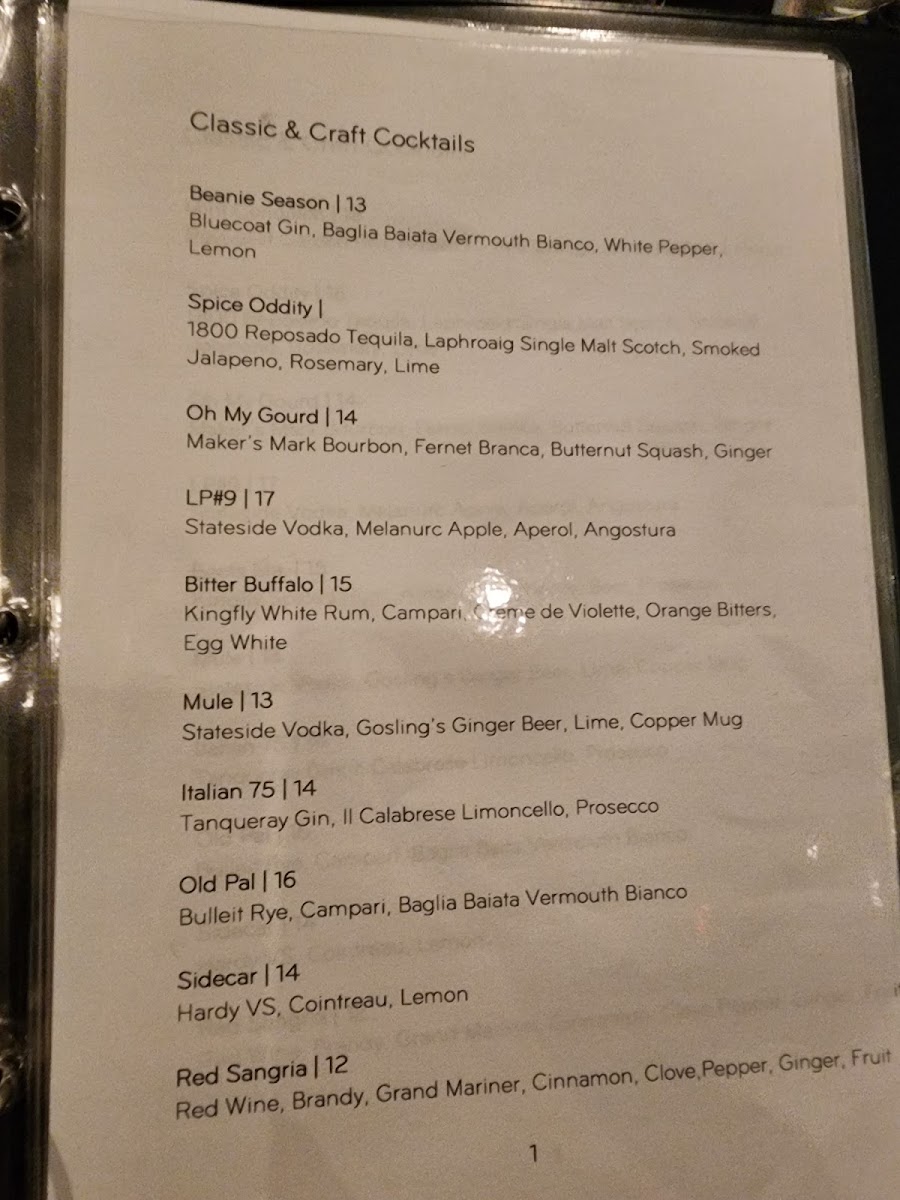 Classic & Craft Cocktails
Beanie Season | 13
Bluecoat Gin, Baglia Baiata Vermouth Bianco, White Pepper,
Lemon
Spice Oddity |
1800 Reposado Tequila, Laphroaig Single Malt Scotch, Smoked
Jalapeno, Rosemary, Lime
Oh My Gourd | 14
Maker's Mark Bourbon, Fernet Branca, Butternut Squash, Ginger
LP#9 | 17
Stateside Vodka, Melanurc Apple, Aperol, Angostura
Bitter Buffalo | 15
Kingfly White Rum, Campari, Creme de Violette, Orange Bitters,
Egg White
Mule | 13
Stateside Vodka, Gosling's Ginger Beer, Lime, Copper Mug
Italian 75 | 14
Tanqueray Gin, Il Calabrese Limoncello, Prosecco
Old Pal | 16
Bulleit Rye, Campari, Baglia Baiata Vermouth Bianco
Sidecar | 14
Hardy VS, Cointreau, Lemon
Red Sangria | 12
Red Wine, Brandy, Grand Mariner, Cinnamon, Clove,Pepper, Ginger, Fruit
1